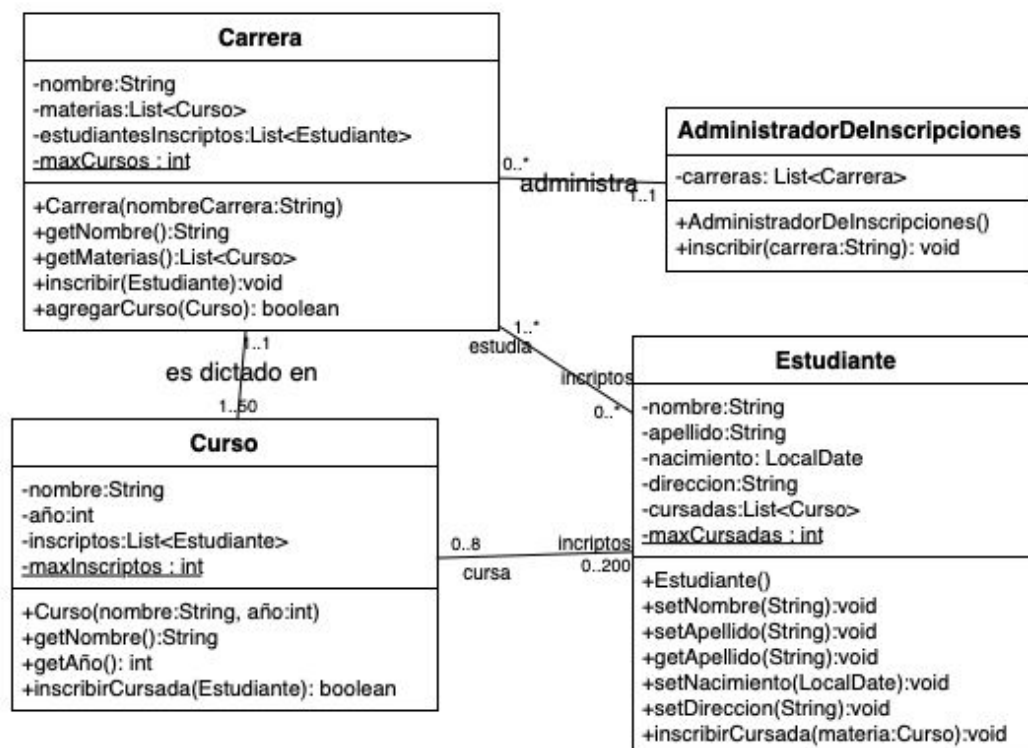 Carrera
-nombre:String
-materias:List<Curso>
-estudiantesInscriptos:List<Estudiante>
-maxCursos : int
+Carrera(nombreCarrera:String)
+getNombre():String
+getMaterias():List<Curso>
+inscribir(Estudiante):void
+agregarCurso(Curso): boolean
0..*
administra
1..1
AdministradorDeInscripciones
-carreras: List<Carrera>
+AdministradorDeInscripciones()
+inscribir(carrera:String): void
1..*
estudia
incriptos
0..*
1..1
es dictado en
1..50
Curso
-nombre:String
-año:int
-inscriptos:List<Estudiante>
-maxInscriptos : int
+Curso(nombre:String, año:int)
+getNombre():String
+getAño(): int
+inscribirCursada(Estudiante): boolean
0..8
cursa
incriptos
0..200
Estudiante
-nombre:String
-apellido:String
-nacimiento: LocalDate
-direccion:String
-cursadas:List<Curso>
-maxCursadas : int
+Estudiante()
+setNombre(String):void
+setApellido(String):void
+getApellido(String):void
+setNacimiento(LocalDate):void
+setDireccion(String):void
+inscribirCursada(materia:Curso):void